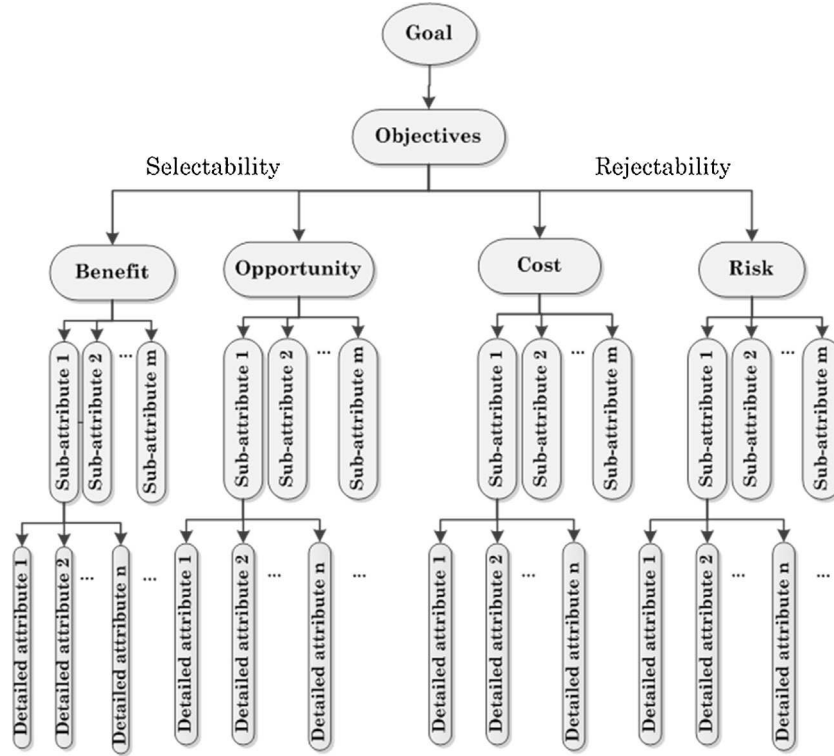 Goal
Objectives
Selectability
Rejectability
Benefit
Opportunity
Cost
Risk
Sub-attribute 1
Sub-attribute 2
...
Sub-attribute m
Sub-attribute 1
Sub-attribute 2
...
Sub-attribute m
Sub-attribute 1
Sub-attribute 2
...
Sub-attribute m
Sub-attribute 1
Sub-attribute 2
...
Sub-attribute m
Detailed attribute 1
Detailed attribute 2
...
Detailed attribute n
...
Detailed attribute 1
Detailed attribute 2
...
Detailed attribute n
...
Detailed attribute 1
Detailed attribute 2
...
Detailed attribute n
Detailed attribute 1
Detailed attribute 2
...
Detailed attribute n
...